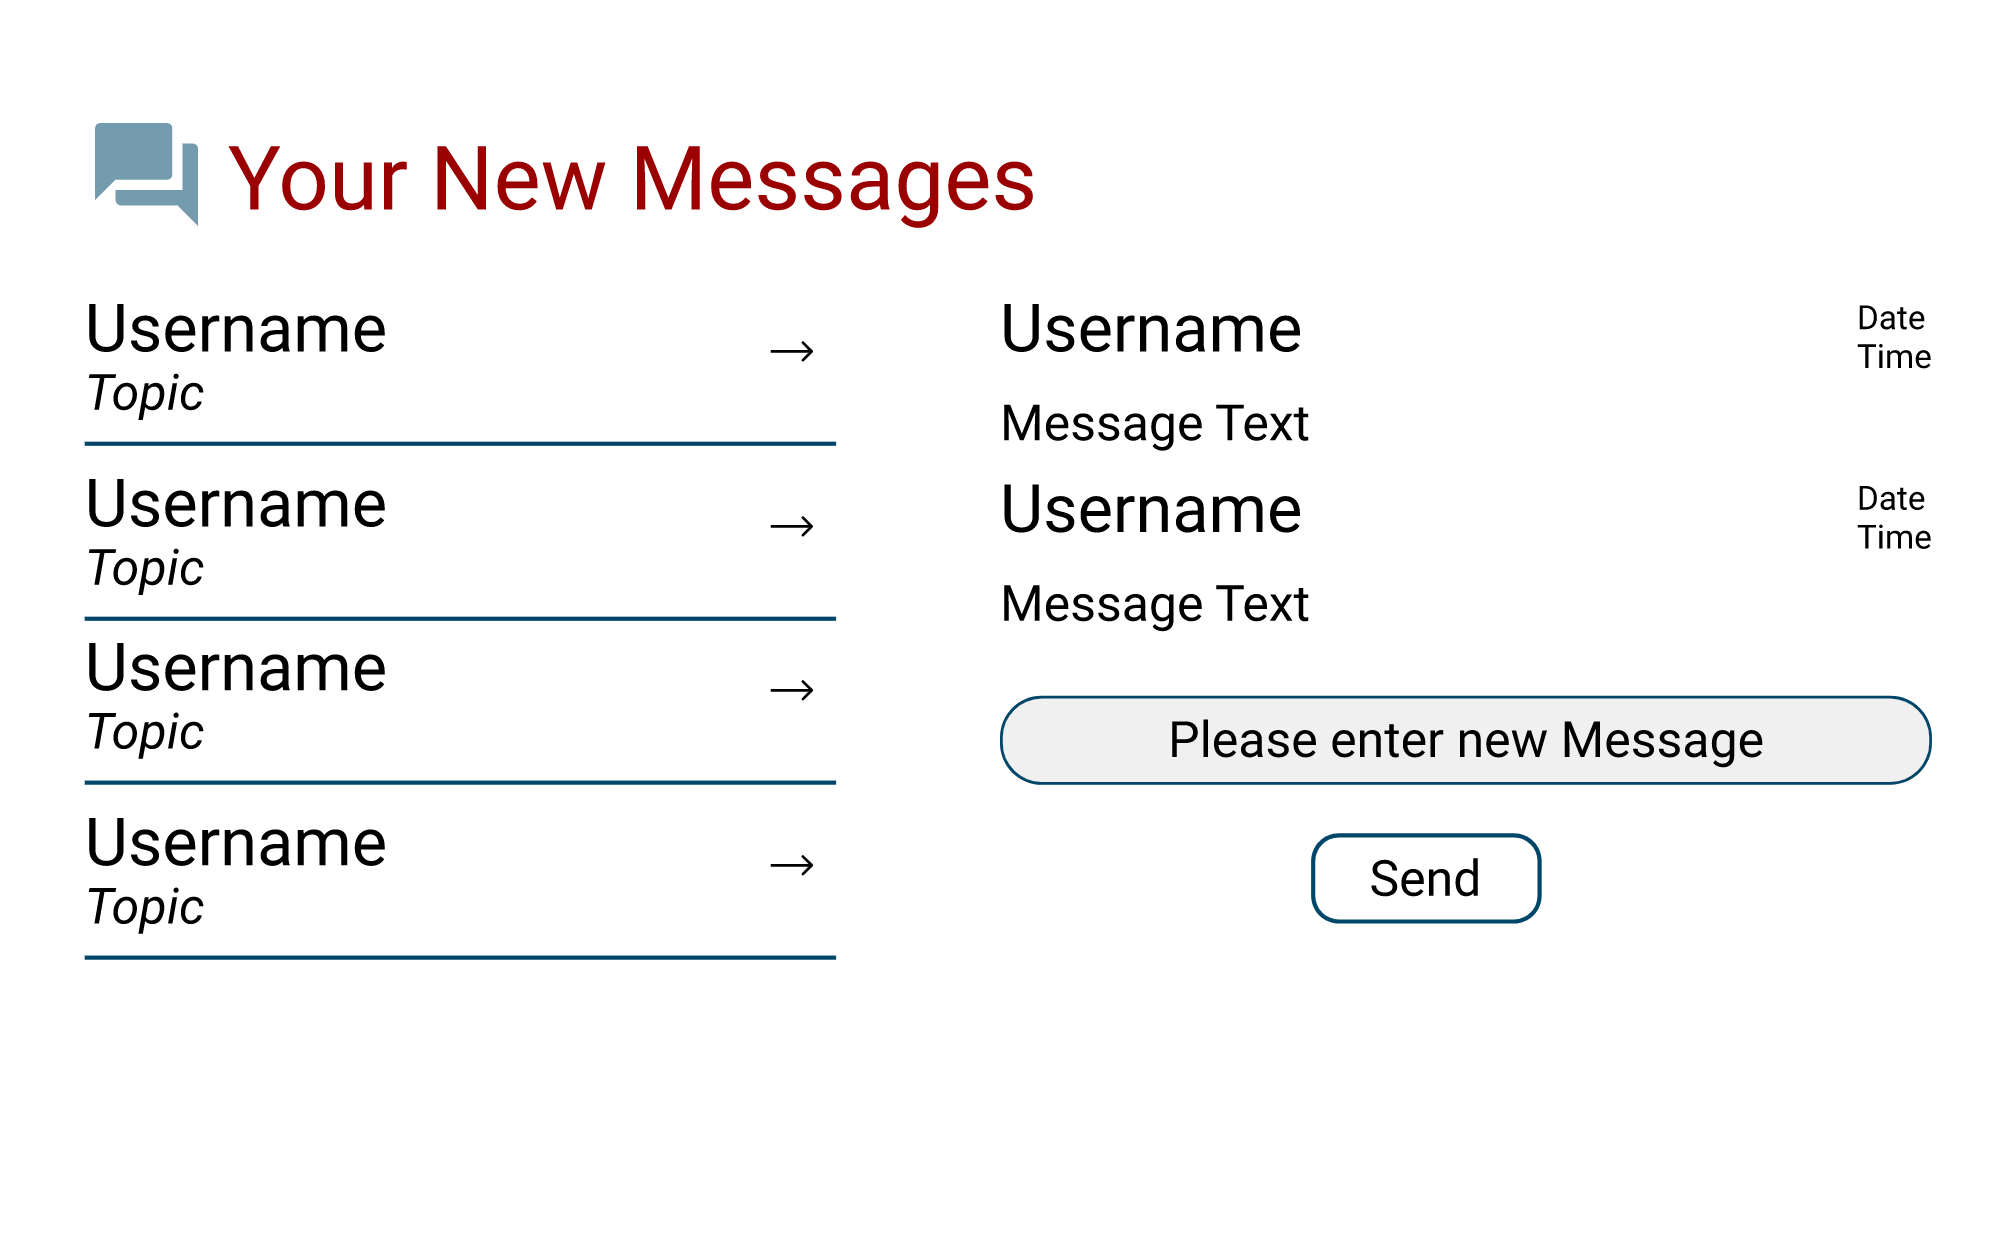 Your New Messages
Username
Topic
Username
Topic
Username
Topic
Username
Topic
Username
Date
Time
Message Text
Username
Date
Time
Message Text
Please enter new Message
Send